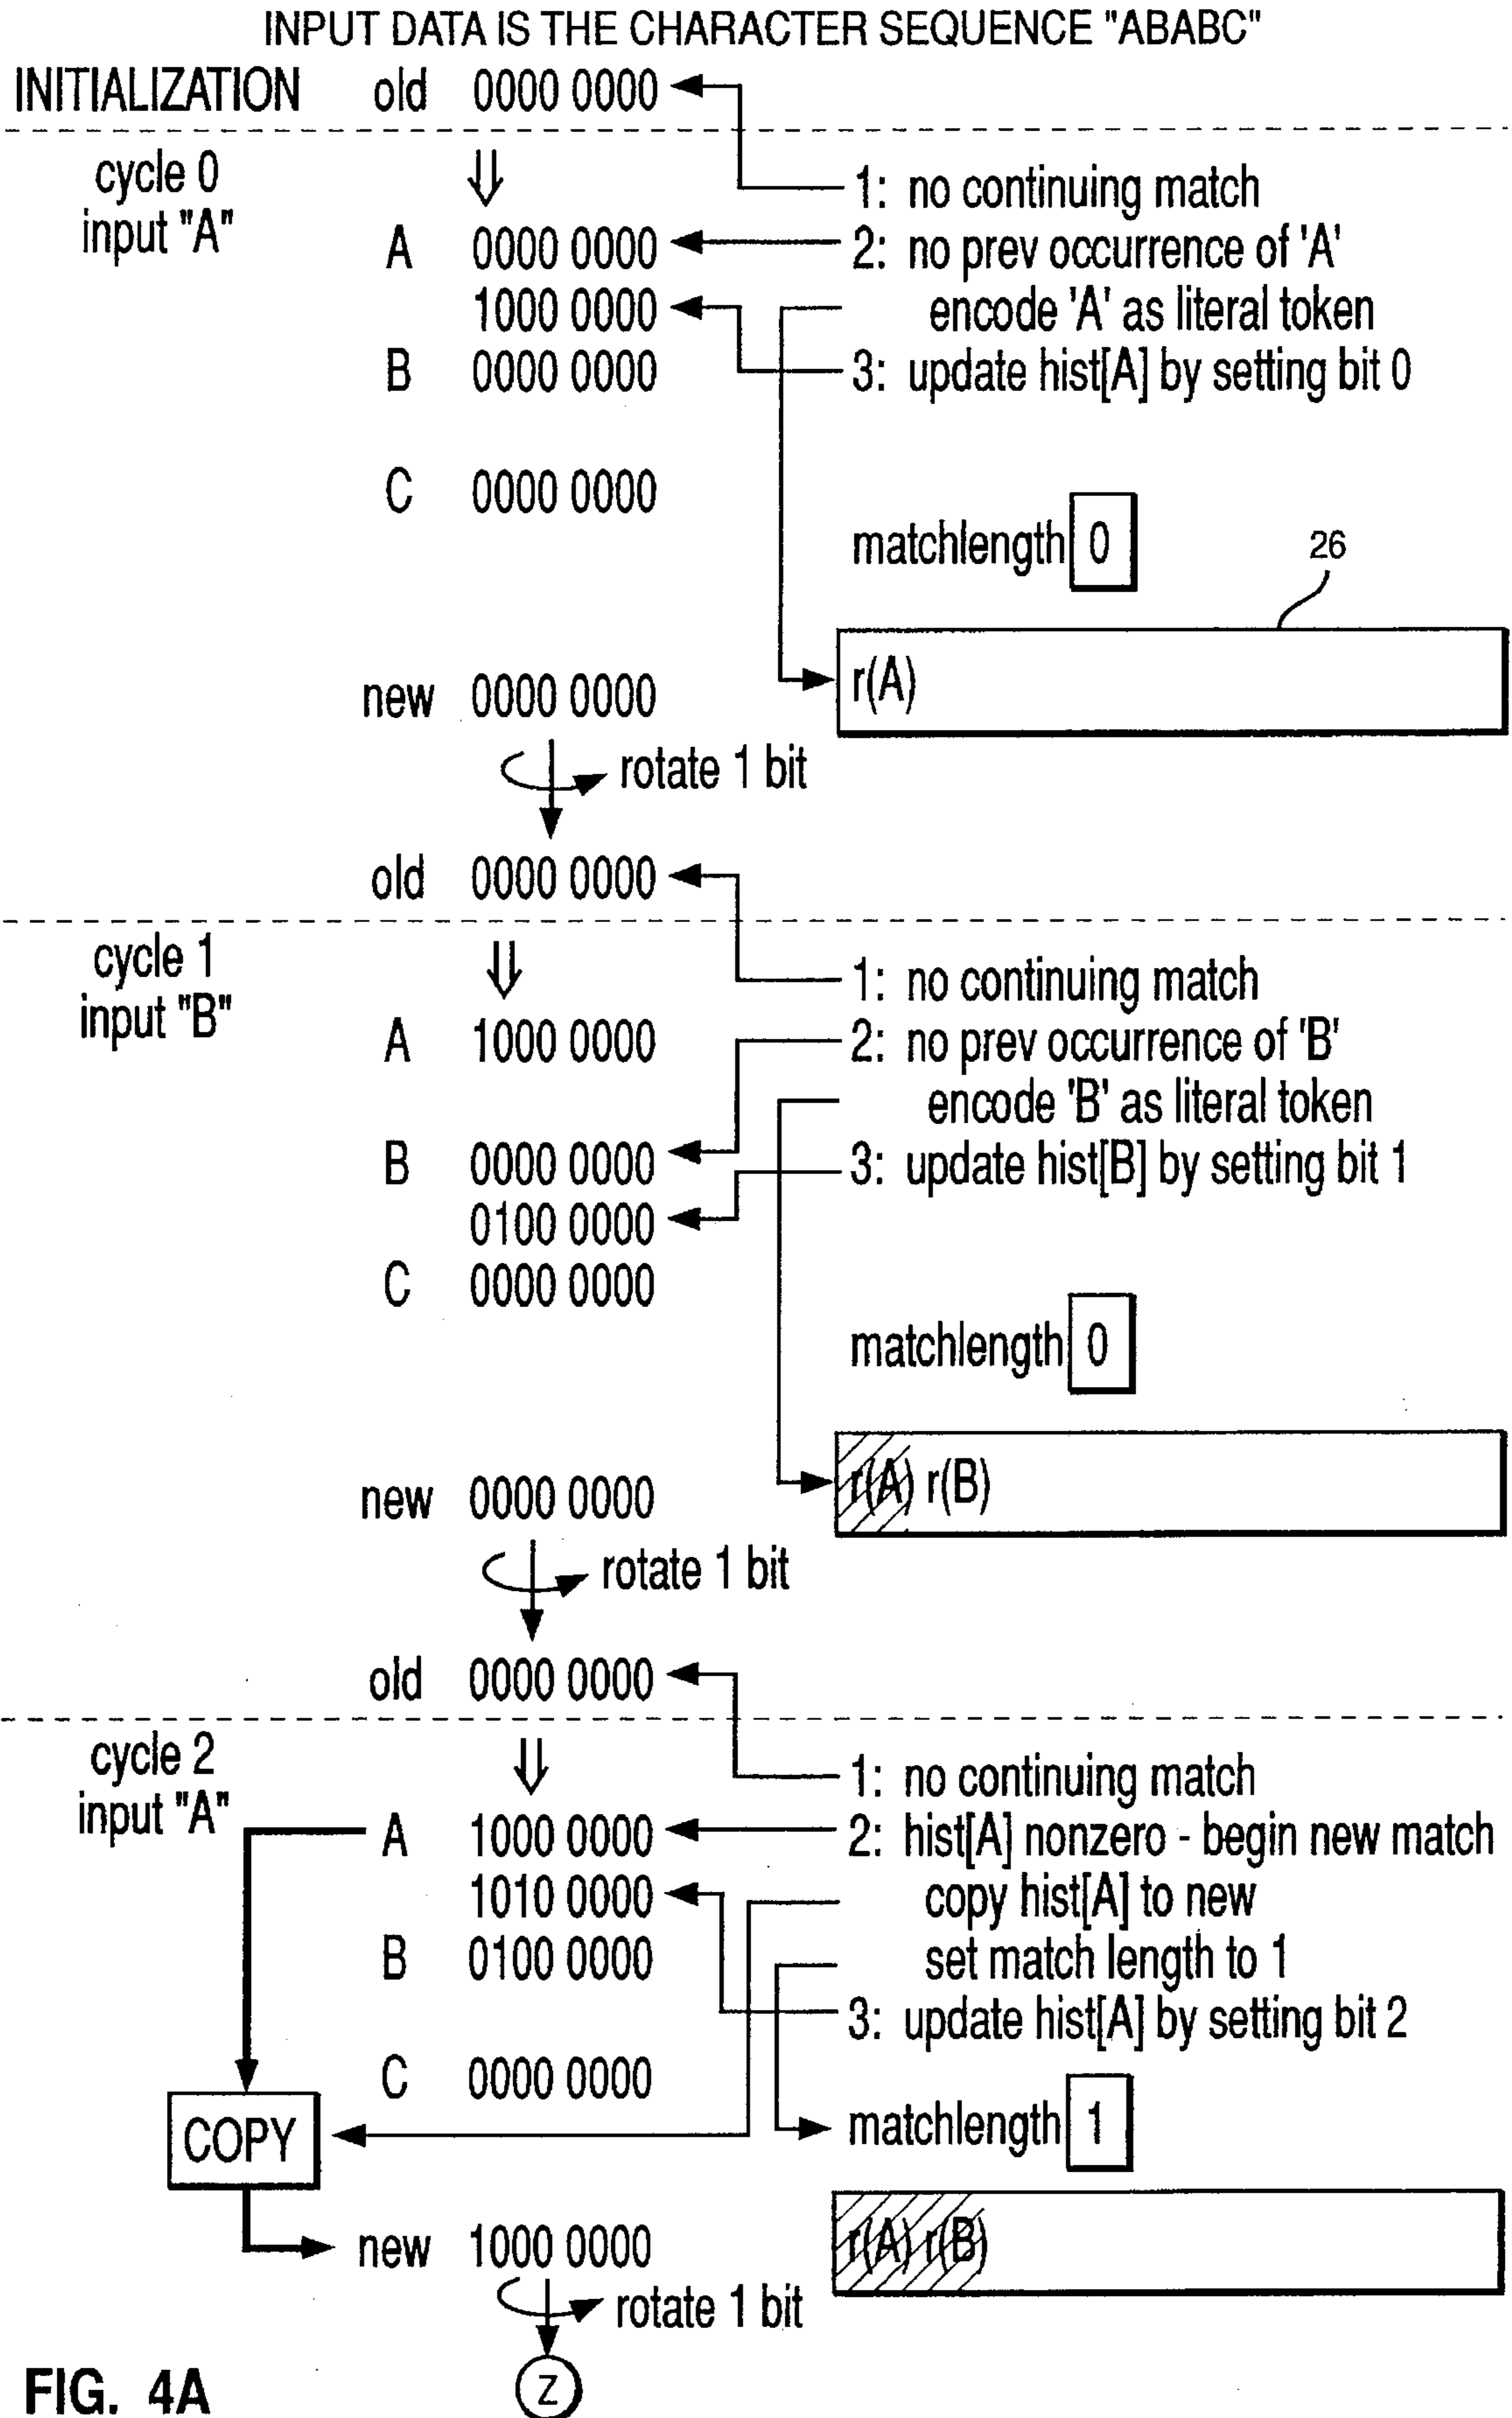 INPUT DATA IS THE CHARACTER SEQUENCE "ABABC"
INITIALIZATION old 0000 0000
cycle 0
input "A"
1: no continuing match
A 0000 0000 2: no prev occurrence of 'A'
1000 0000 encode 'A' as literal token
B 0000 0000 3: update hist[A] by setting bit 0
C 0000 0000
matchlength 0
26
new 0000 0000 r(A)
rotate 1 bit
old 0000 0000
cycle 1
input "B"
1: no continuing match
A 1000 0000 2: no prev occurrence of 'B'
encode 'B' as literal token
B 0000 0000 3: update hist[B] by setting bit 1
0100 0000
C 0000 0000
matchlength 0
new 0000 0000 r(A) r(B)
rotate 1 bit
old 0000 0000
cycle 2
input "A"
1: no continuing match
A 1000 0000 2: hist[A] nonzero - begin new match
1010 0000 copy hist[A] to new
B 0100 0000 set match length to 1
3: update hist[A] by setting bit 2
C 0000 0000
COPY matchlength 1
new 1000 0000 r(A) r(B)
rotate 1 bit
Z
FIG. 4A